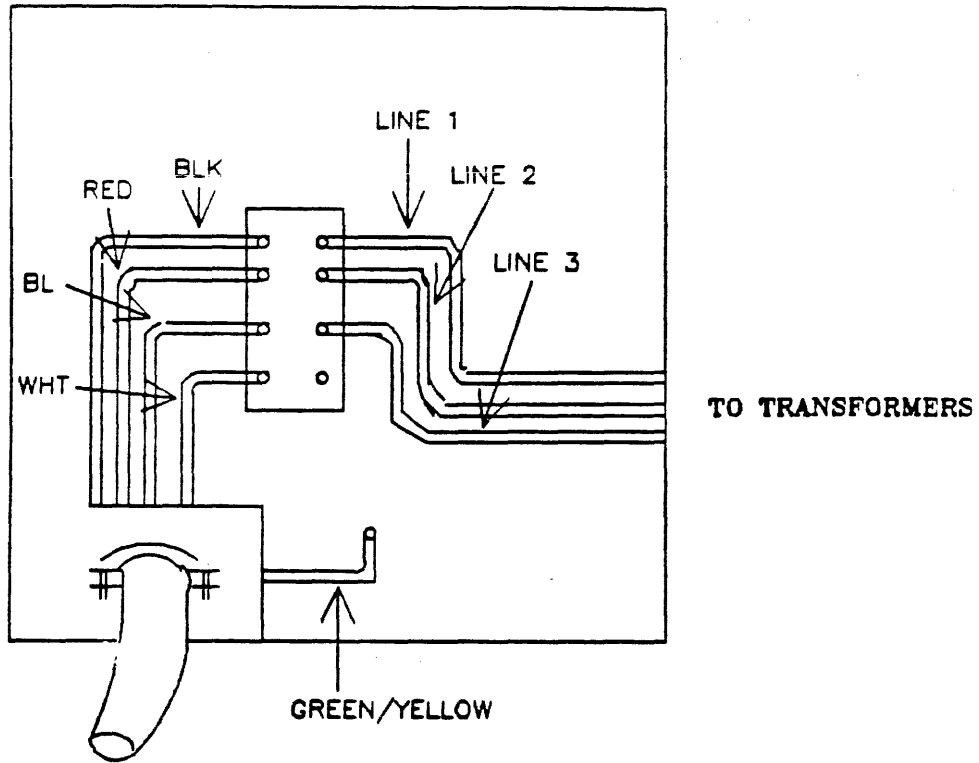 LINE 1
BLK
LINE 2
RED
LINE 3
BL
WHT
TO TRANSFORMERS
GREEN/YELLOW